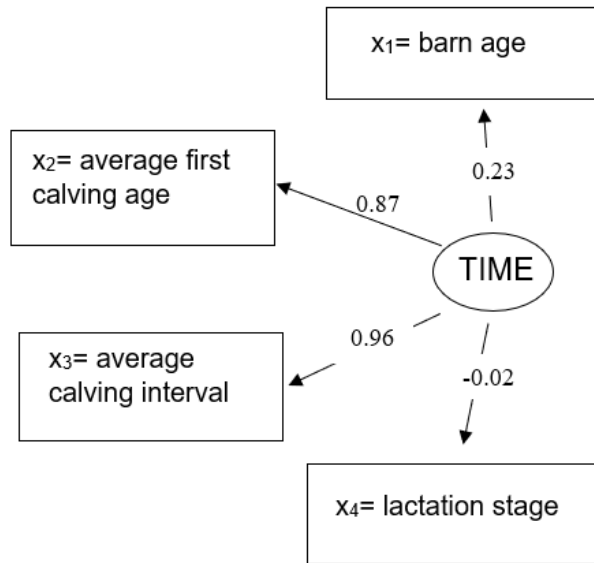 x₁= barn age
x₂= average first
calving age
0.23
0.87
TIME
x₃= average
calving interval
0.96
-0.02
x₄= lactation stage